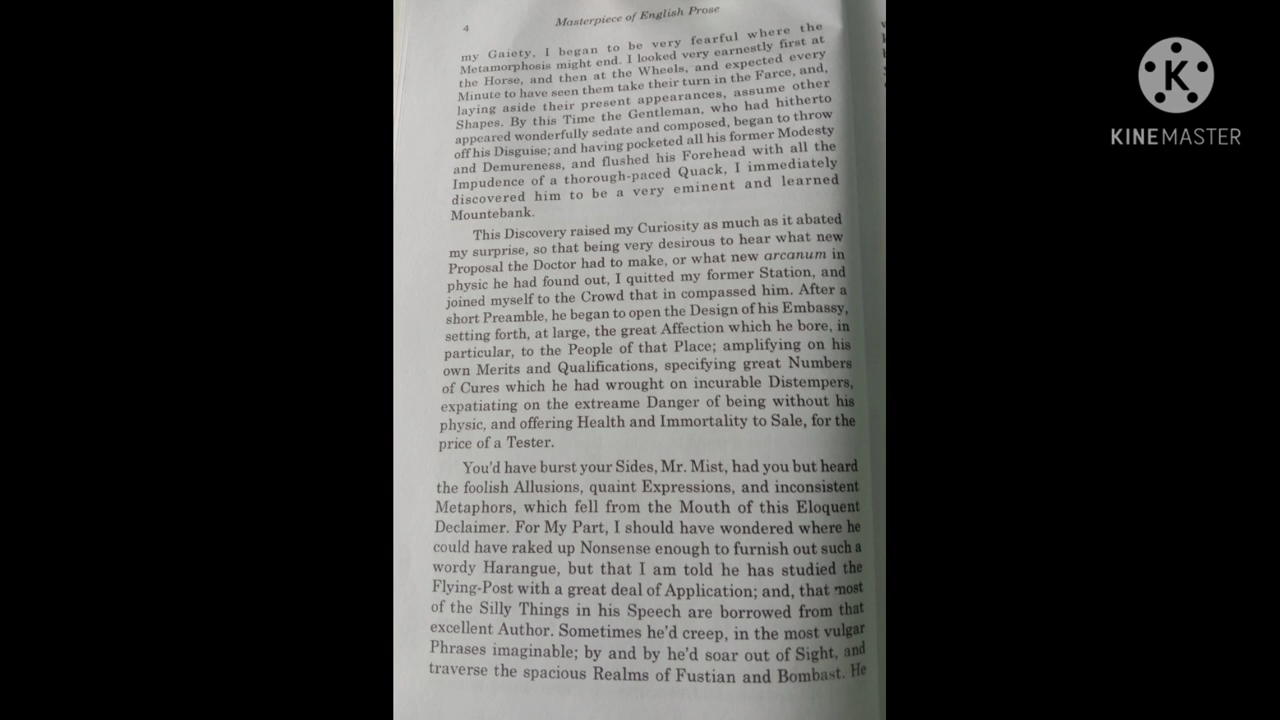 4
Masterpiece of English Prose
my Gaiety, I began to be very fearful where the
Metamorphosis might end. I looked very earnestly first at
the Horse, and then at the Wheels, and expected every
Minute to have seen them take their turn in the Farce, and,
laying aside their present appearances, assume other
Shapes. By this Time the Gentleman, who had hitherto
appeared wonderfully sedate and composed, began to throw
off his Disguise; and having pocketed all his former Modesty
and Demureness, and flushed his Forehead with all the
Impudence of a thorough-paced Quack, I immediately
discovered him to be a very eminent and learned
Mountebank.
This Discovery raised my Curiosity as much as it abated
my surprise, so that being very desirous to hear what new
Proposal the Doctor had to make, or what new arcanum in
physic he had found out, I quitted my former Station, and
joined myself to the Crowd that in compassed him. After a
short Preamble, he began to open the Design of his Embassy,
setting forth, at large, the great Affection which he bore, in
particular, to the People of that Place; amplifying on his
own Merits and Qualifications, specifying great Numbers
of Cures which he had wrought on incurable Distempers,
expatiating on the extreame Danger of being without his
physic, and offering Health and Immortality to Sale, for the
price of a Tester.
You'd have burst your Sides, Mr. Mist, had you but heard
the foolish Allusions, quaint Expressions, and inconsistent
Metaphors, which fell from the Mouth of this Eloquent
Declaimer. For My Part, I should have wondered where he
could have raked up Nonsense enough to furnish out such a
wordy Harangue, but that I am told he has studied the
Flying-Post with a great deal of Application; and, that most
of the Silly Things in his Speech are borrowed from that
excellent Author. Sometimes he'd creep, in the most vulgar
Phrases imaginable; by and by he'd soar out of Sight, and
traverse the spacious Realms of Fustian and Bombast. He
K
KINEMASTER